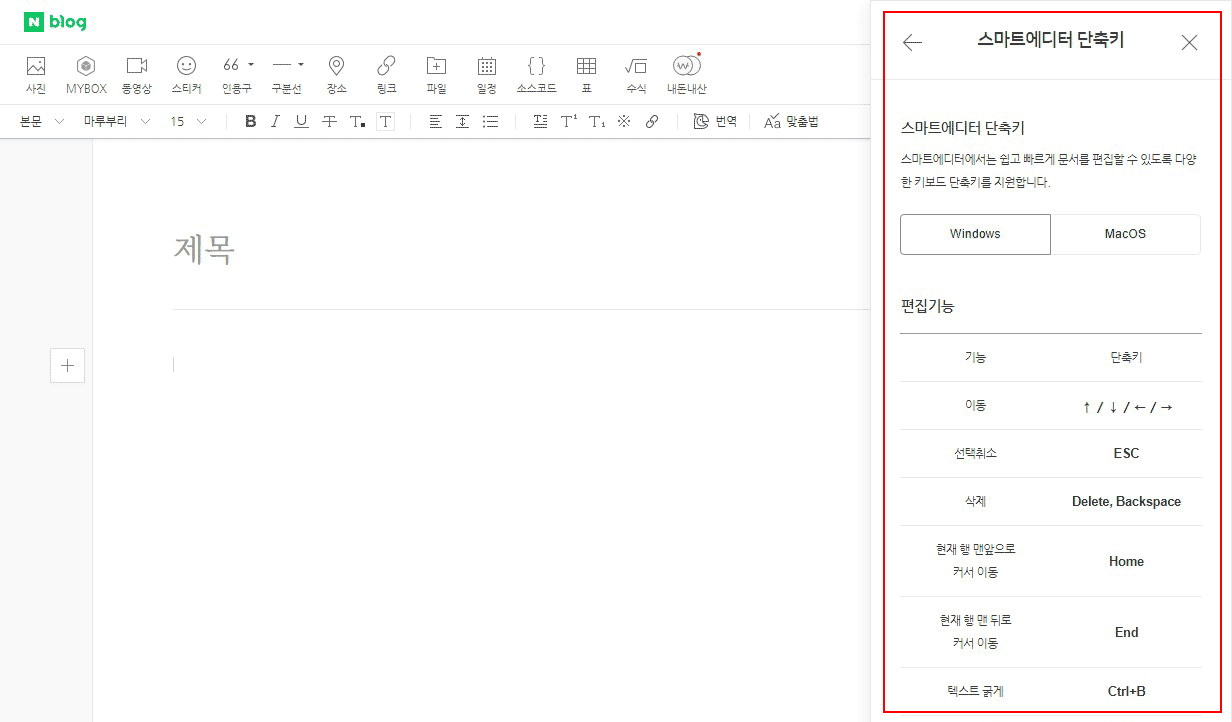 N blog
사진 MYBOX 동영상 스티커 인용구 구분선 장소 링크 파일 일정 소스코드 표 수식 내돈내산
본문 마루부리 15 B I U T T T 가운데 T¹ T₁ ※ 번역 맞춤법
제목
스마트에디터 단축키
스마트에디터 단축키
스마트에디터에서는 쉽고 빠르게 문서를 편집할 수 있도록 다양
한 키보드 단축키를 지원합니다.
Windows MacOS
편집기능
기능 단축키
이동 ↑ / ↓ / ← / →
선택취소 ESC
삭제 Delete, Backspace
현재 행 맨앞으로
커서 이동
Home
현재 행 맨 뒤로
커서 이동
End
텍스트 굵게 Ctrl+B